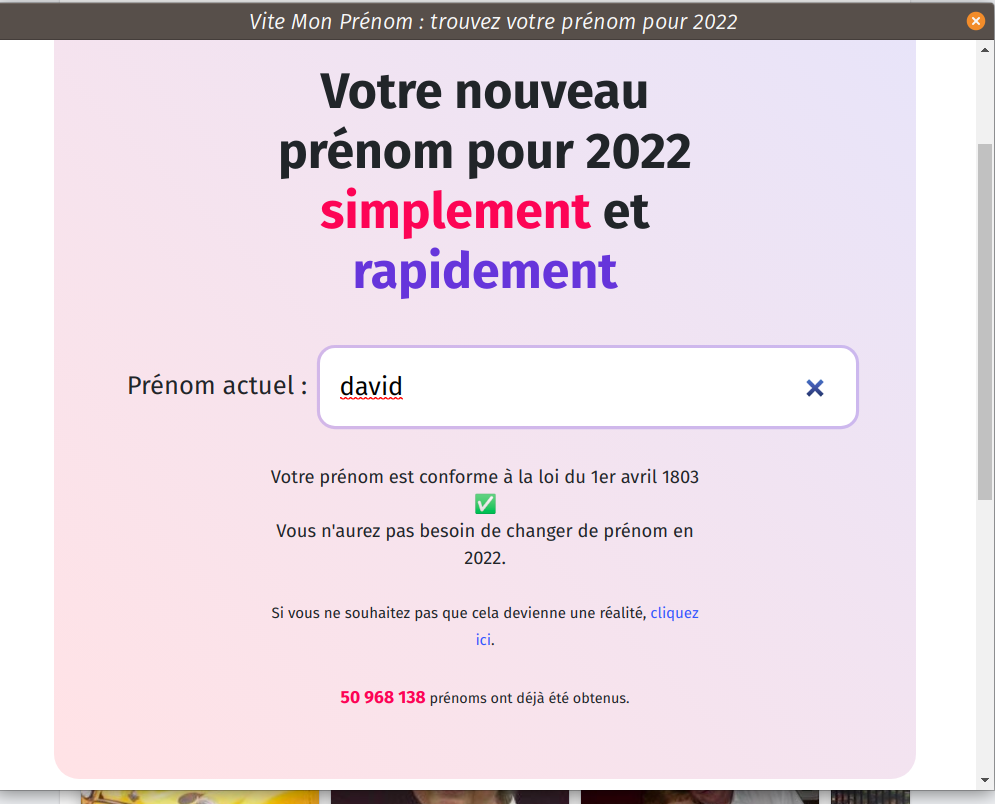 Vite Mon Prénom : trouvez votre prénom pour 2022
Votre nouveau
prénom pour 2022
simplement et
rapidement
Prénom actuel : david
Votre prénom est conforme à la loi du 1er avril 1803
✅
Vous n'aurez pas besoin de changer de prénom en
2022.
Si vous ne souhaitez pas que cela devienne une réalité, cliquez
ici.
50 968 138 prénoms ont déjà été obtenus.